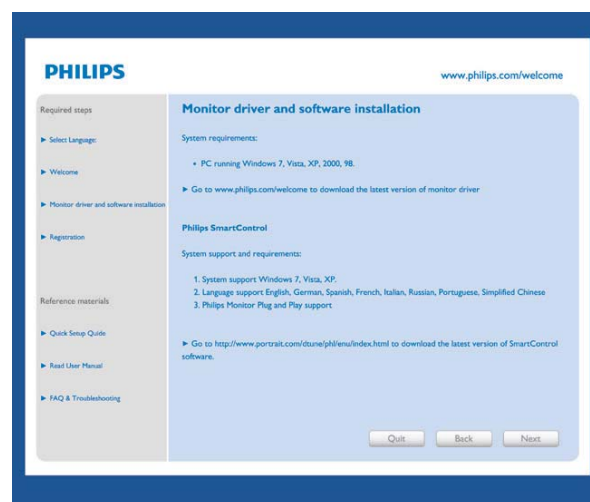 PHILIPS
www.philips.com/welcome
Required steps
► Select Language:
► Welcome
► Monitor driver and software installation
► Registration
Reference materials
► Quick Setup Quide
► Read User Manual
► FAQ & Troubleshooting
Monitor driver and software installation
System requirements:
• PC running Windows 7, Vista, XP, 2000, 98.
► Go to www.philips.com/welcome to download the latest version of monitor driver
Philips SmartControl
System support and requirements:
1. System support Windows 7, Vista, XP.
2. Language support English, German, Spanish, French, Italian, Russian, Portuguese, Simplified Chinese
3. Philips Monitor Plug and Play support
► Go to http://www.portrait.com/dtune/phl/enu/index.html to download the latest version of SmartControl
software.
Quit
Back
Next